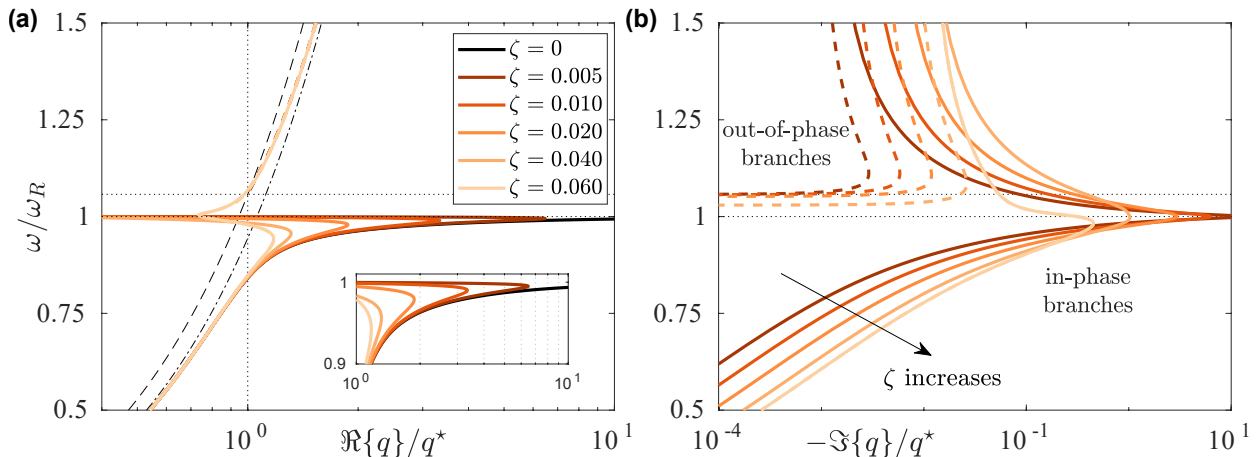 (a)
1.5
1.25
1
0.75
0.5
ω/ω_R
ζ = 0
ζ = 0.005
ζ = 0.010
ζ = 0.020
ζ = 0.040
ζ = 0.060
1
0.9
10^0
10^1
10^0
ℜ{q}/q⋆
10^1
(b)
1.5
1.25
1
0.75
0.5
out-of-phase
branches
in-phase
branches
ζ increases
10^-4
−ℑ{q}/q⋆
10^-1
10^1